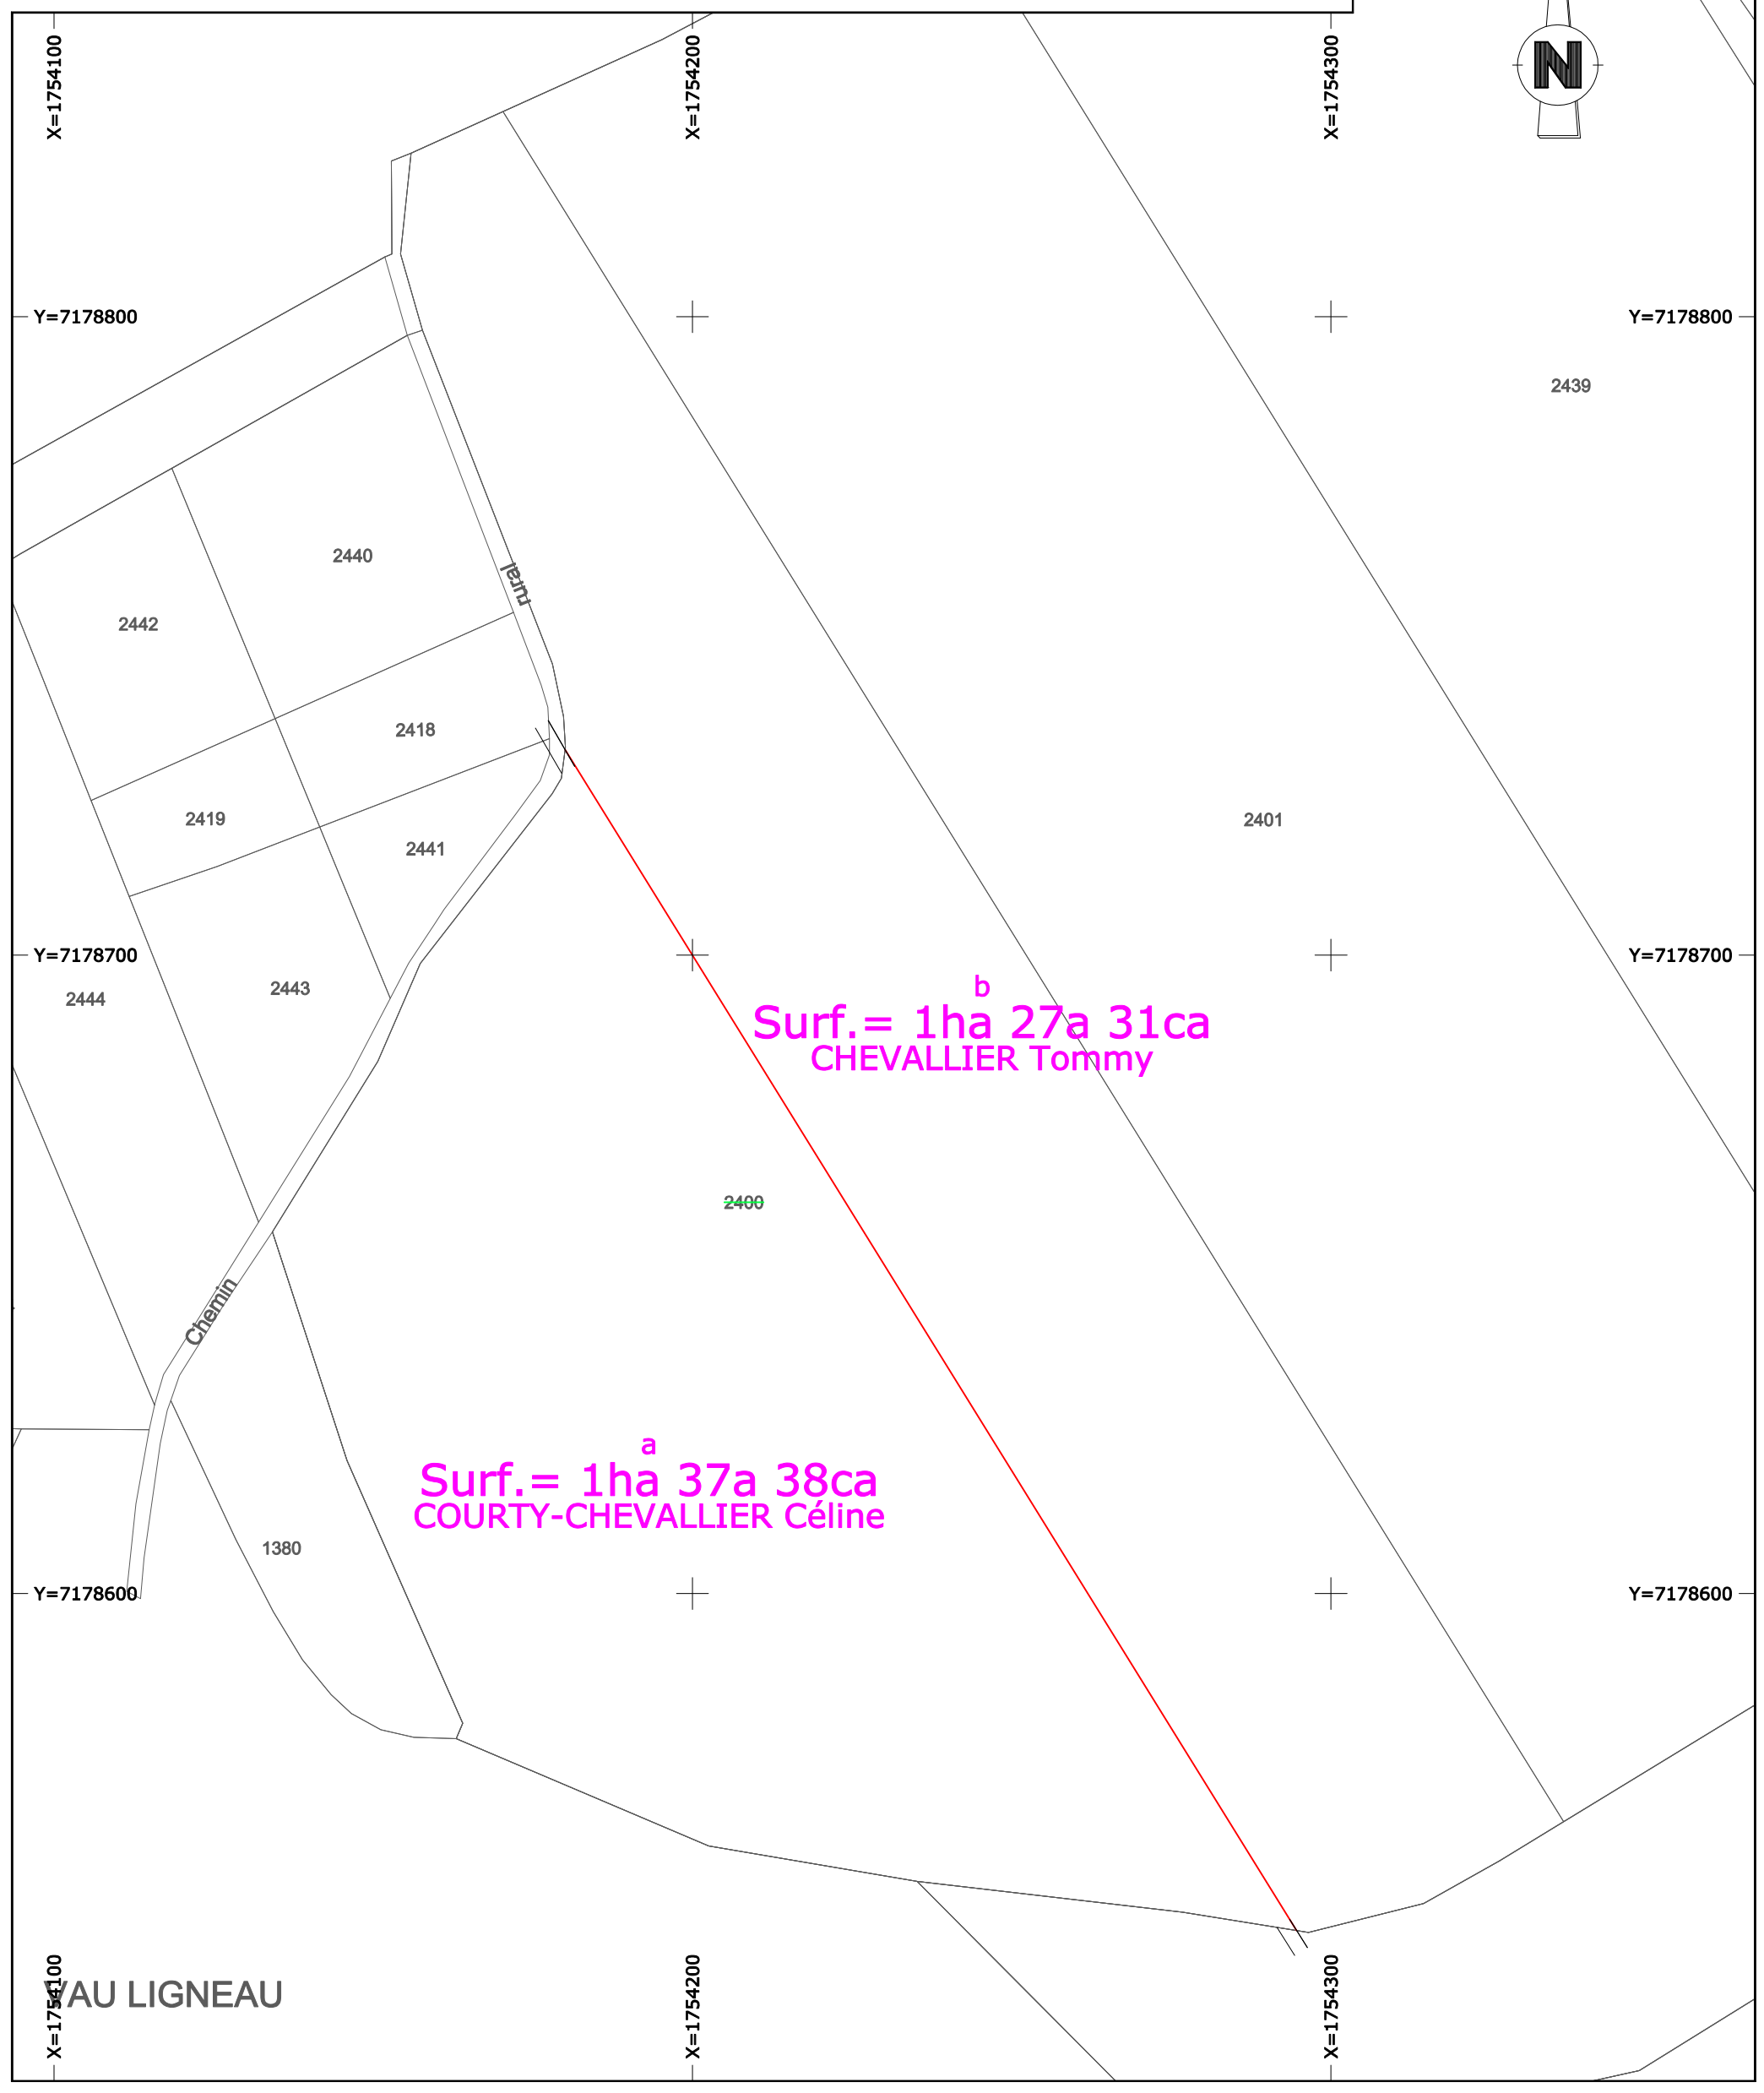 X=1754100
X=1754200
X=1754300
N
Y=7178800
Y=7178800
2439
2440
rural
2442
2418
2419
2401
2441
Y=7178700
Y=7178700
2443
2444
b
Surf.= 1ha 27a 31ca
CHEVALLIER Tommy
2400
Chemin
a
Surf.= 1ha 37a 38ca
COURTY-CHEVALLIER Céline
1380
Y=7178600
Y=7178600
VAU LIGNEAU
X=1754100
X=1754200
X=1754300